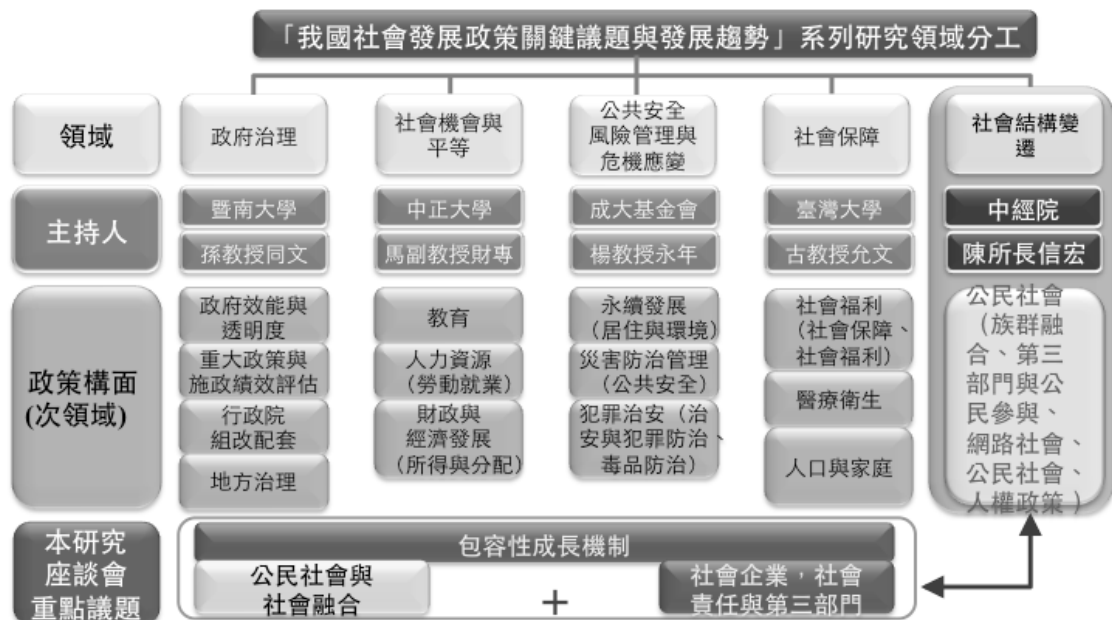 「我國社會發展政策關鍵議題與發展趨勢」系列研究領域分工
領域
政府治理
社會機會與
平等
公共安全
風險管理與
危機應變
社會保障
社會結構變
遷
主持人
暨南大學
中正大學
成大基金會
臺灣大學
中經院
孫教授同文
馬副教授財專
楊教授永年
古教授允文
陳所長信宏
政策構面
(次領域)
政府效能與
透明度
重大政策與
施政績效評估
行政院
組改配套
地方治理
教育
人力資源
(勞動就業)
財政與
經濟發展
(所得與分配)
永續發展
(居住與環境)
災害防治管理
(公共安全)
犯罪治安（治
安與犯罪防治、
毒品防治）
社會福利
(社會保障、
社會福利)
醫療衛生
人口與家庭
公民社會
（族群融
合、第三
部門與公
民參與、
網路社會、
公民社會、
人權政策）
本研究
座談會
重點議題
包容性成長機制
公民社會與
社會融合
+
社會企業，社會
責任與第三部門